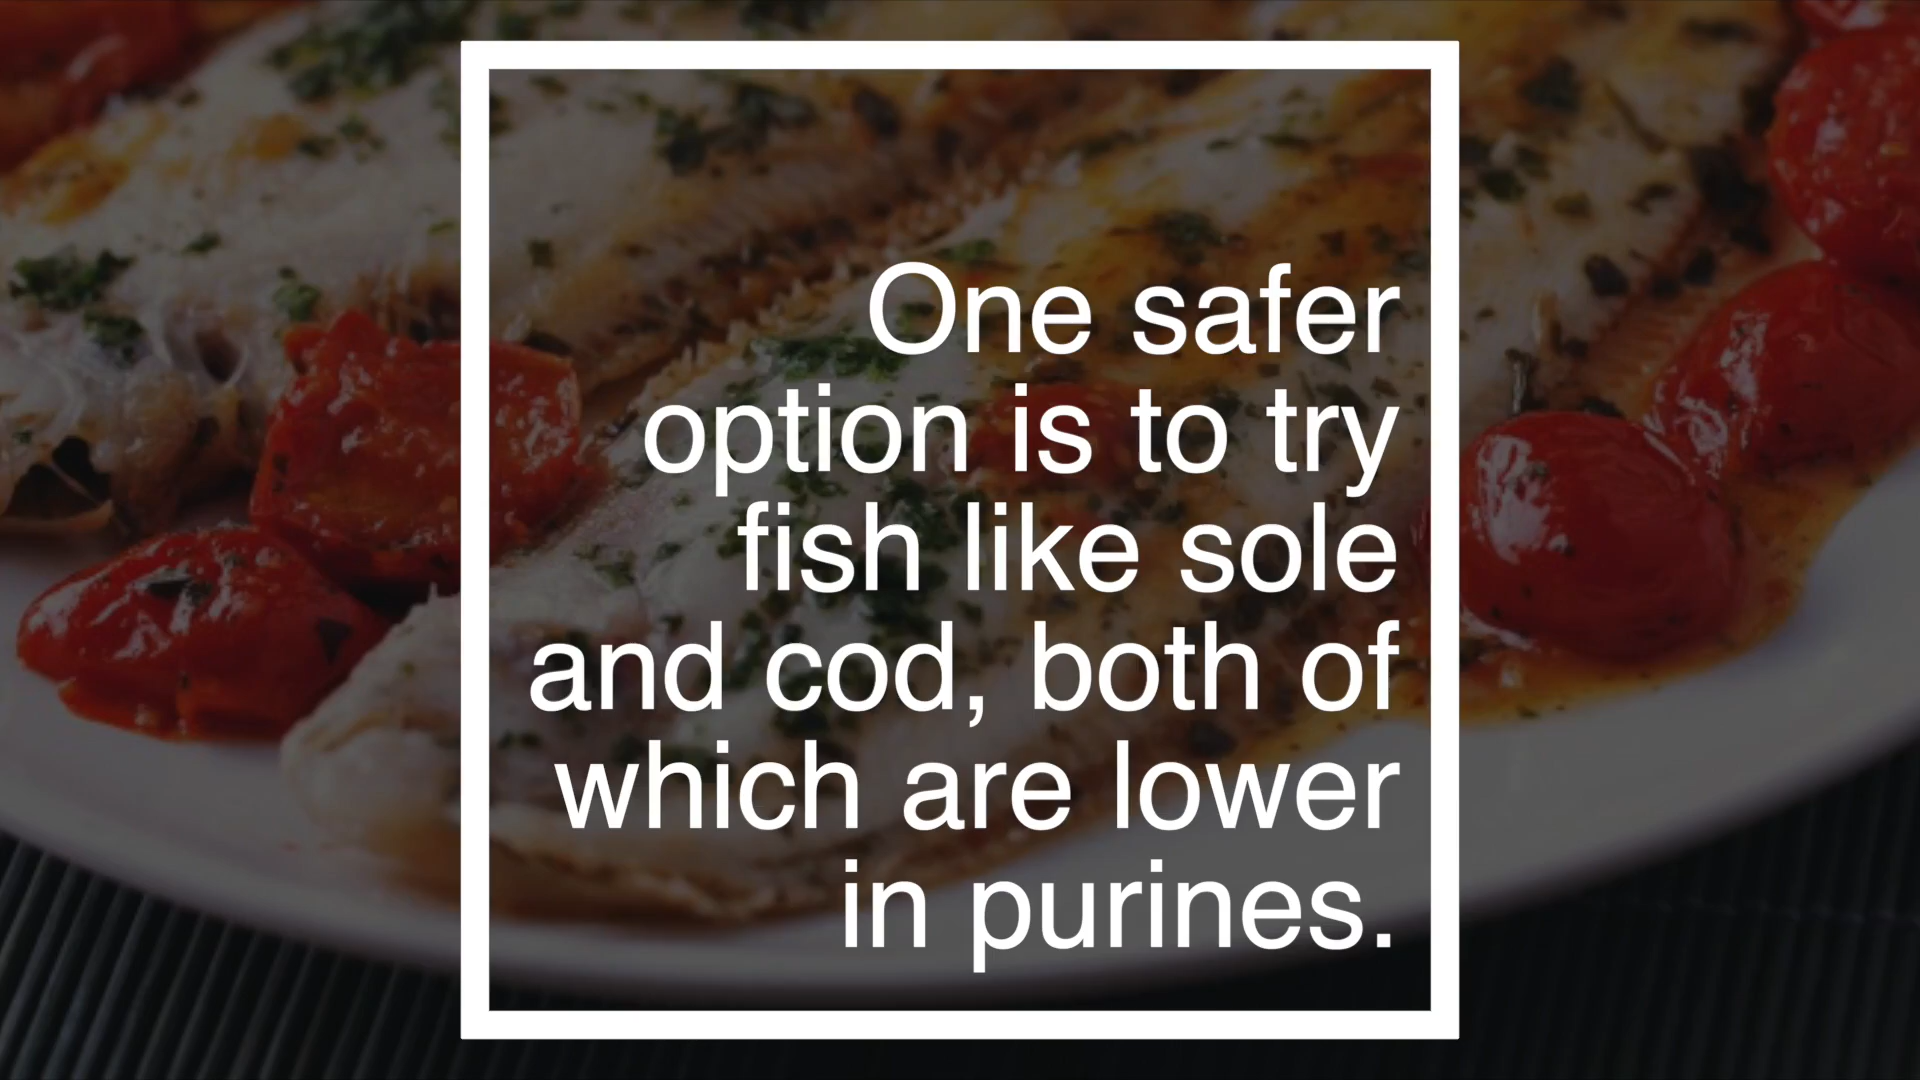 One safer
option is to try
fish like sole
and cod, both of
which are lower
in purines.